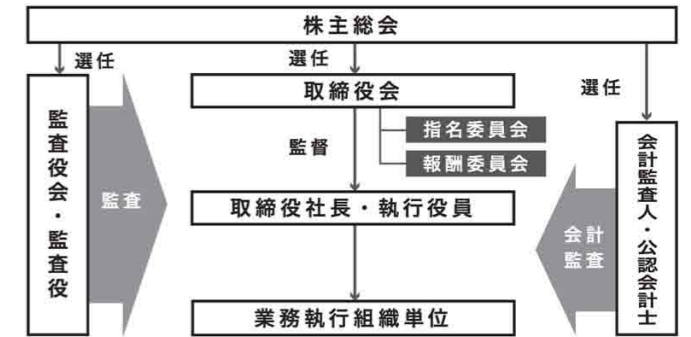 株主総会
選任
選任
選任
取締役会
指名委員会
報酬委員会
監督
監査役会・監査役
監査
取締役社長・執行役員
会計
監査
会計監査人・公認会計士
業務執行組織単位